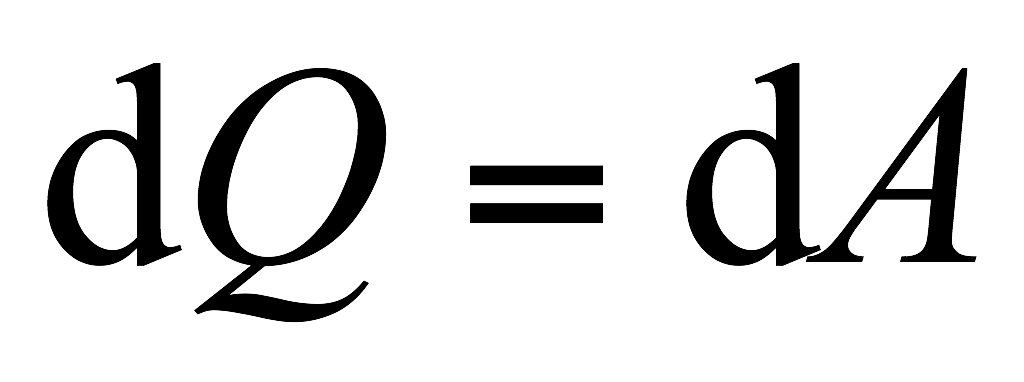 dQ = dA